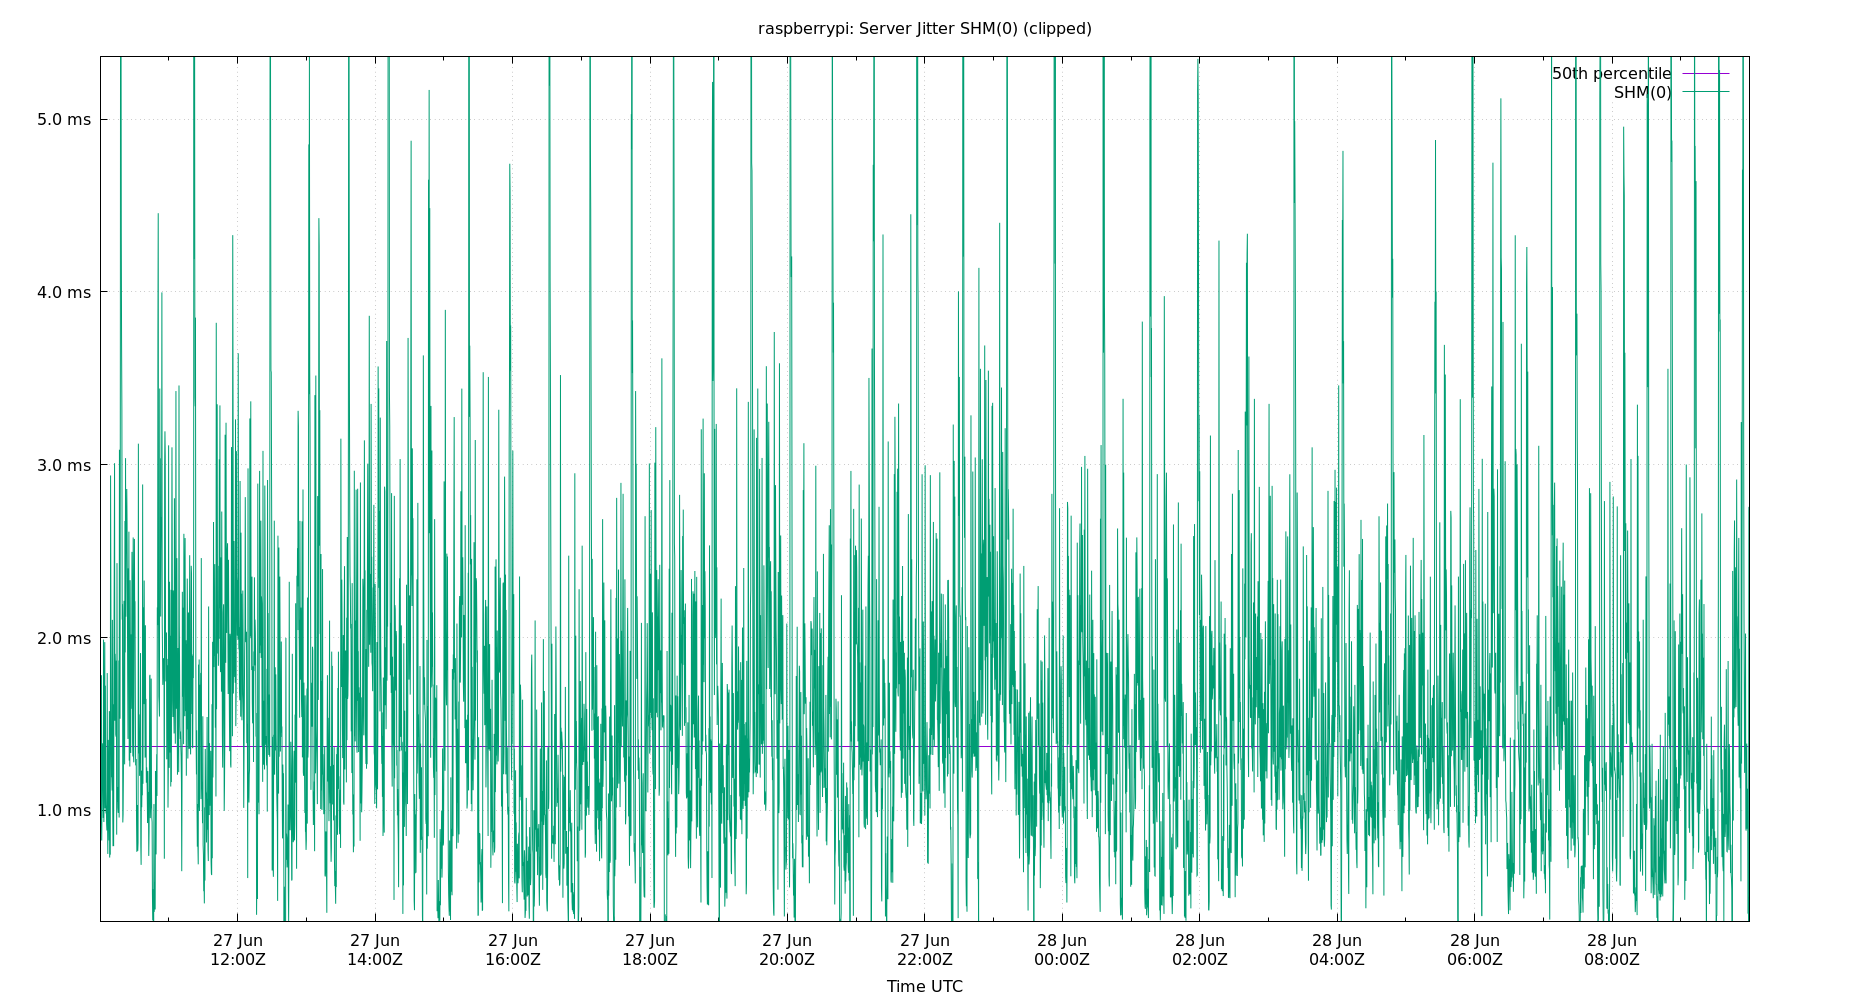 raspberrypi: Server Jitter SHM(0) (clipped)
50th percentile
SHM(0)
5.0 ms
4.0 ms
3.0 ms
2.0 ms
1.0 ms
27 Jun 27 Jun 27 Jun 27 Jun 27 Jun 27 Jun 28 Jun 28 Jun 28 Jun 28 Jun 28 Jun
12:00Z 14:00Z 16:00Z 18:00Z 20:00Z 22:00Z 00:00Z 02:00Z 04:00Z 06:00Z 08:00Z
Time UTC